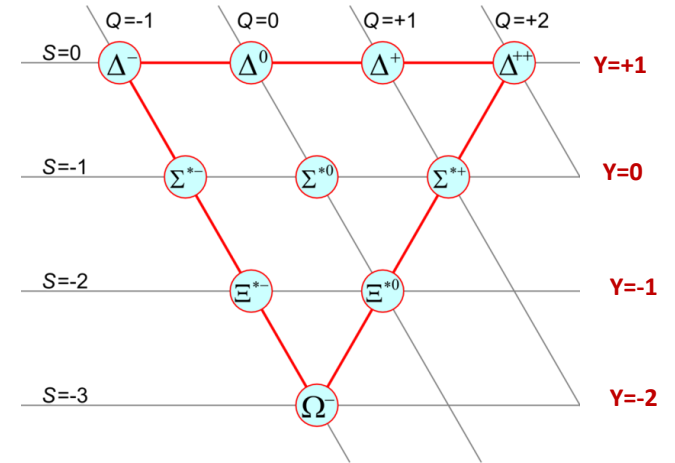 Q=-1 Q=0 Q=+1 Q=+2
S=0 Δ⁻ Δ⁰ Δ⁺ Δ⁺⁺ Y=+1
S=-1 Σ*⁻ Σ*⁰ Σ*⁺ Y=0
S=-2 Ξ*⁻ Ξ*⁰ Y=-1
S=-3 Ω⁻ Y=-2